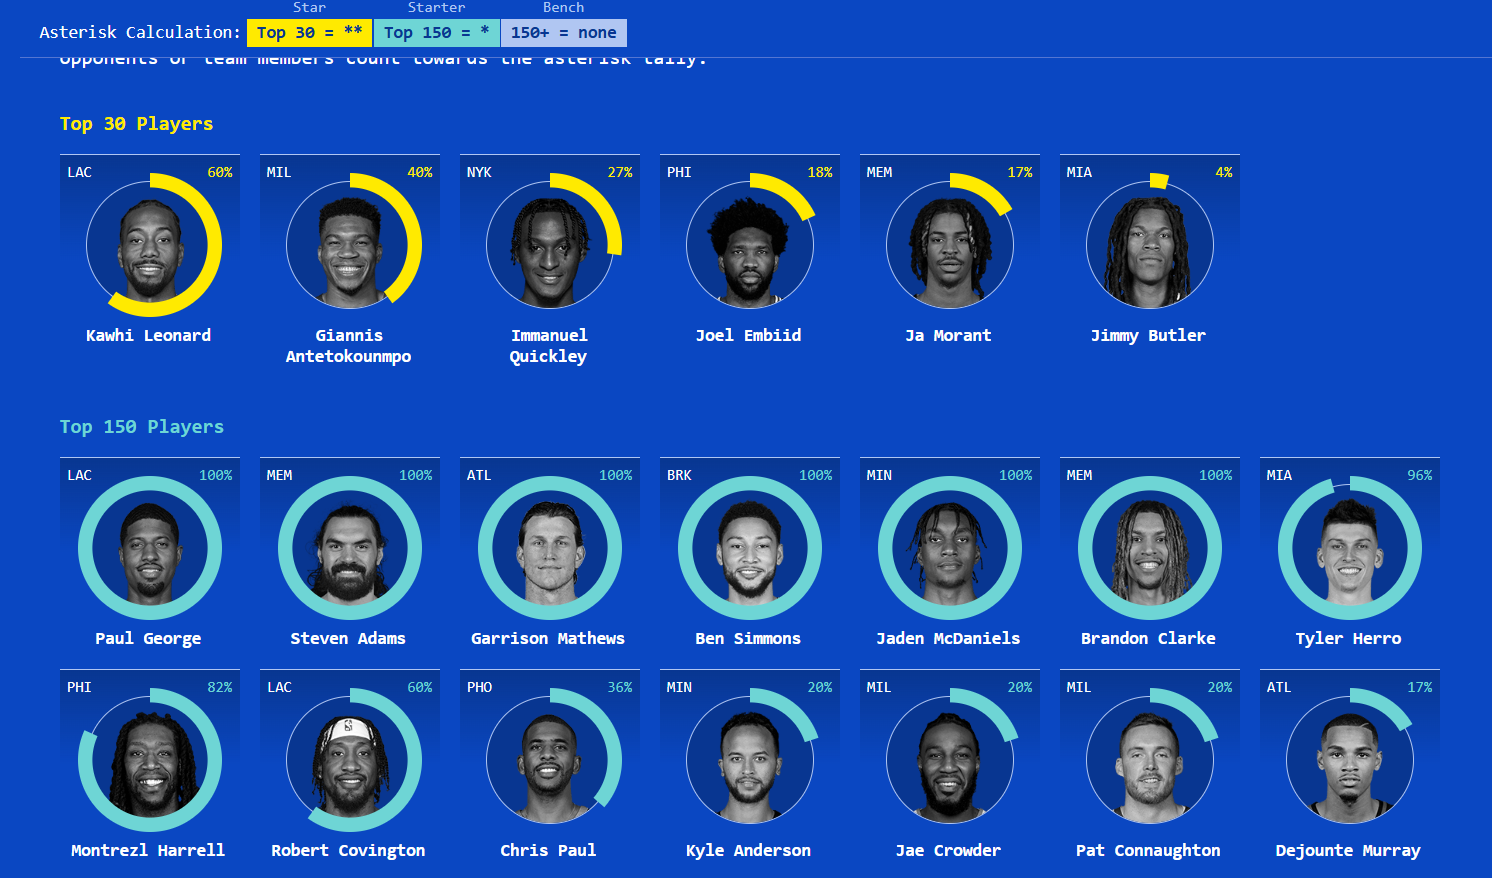 Star Starter Bench
Asterisk Calculation: Top 30 = ** Top 150 = * 150+ = none
opponents or team members count towards the asterisk tally.
Top 30 Players
LAC 60% MIL 40% NYK 27% PHI 18% MEM 17% MIA 4%
Kawhi Leonard Giannis Immanuel Joel Embiid Ja Morant Jimmy Butler
Antetokounmpo Quickley
Top 150 Players
LAC 100% MEM 100% ATL 100% BRK 100% MIN 100% MEM 100% MIA 96%
Paul George Steven Adams Garrison Mathews Ben Simmons Jaden McDaniels Brandon Clarke Tyler Herro
PHI 82% LAC 60% PHO 36% MIN 20% MIL 20% MIL 20% ATL 17%
Montrezl Harrell Robert Covington Chris Paul Kyle Anderson Jae Crowder Pat Connaughton Dejounte Murray